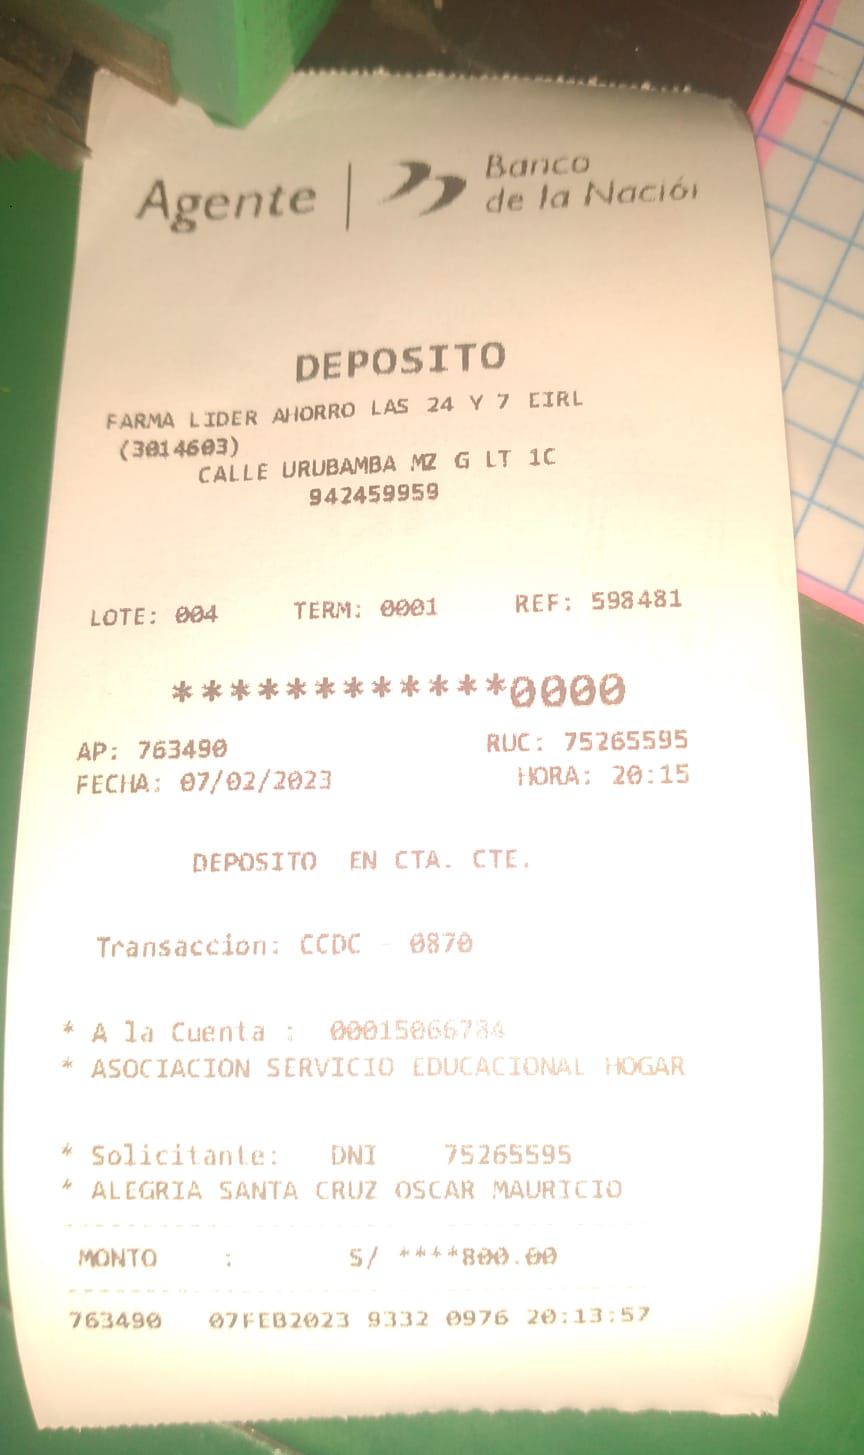 Agente | Banco
de la Nación
DEPOSITO
FARMA LIDER AHORRO LAS 24 Y 7 EIRL
(3014603)
CALLE URUBAMBA MZ G LT 1C
942459959
LOTE: 004 TERM: 0001 REF: 598481
************0000
AP: 763490 RUC: 75265595
FECHA: 07/02/2023 HORA: 20:15
DEPOSITO EN CTA. CTE.
Transaccion: CCDC - 0870
* A la Cuenta : 00015066784
* ASOCIACION SERVICIO EDUCACIONAL HOGAR
* Solicitante: DNI 75265595
* ALEGRIA SANTA CRUZ OSCAR MAURICIO
MONTO : S/ ****800.00
763490 07FEB2023 9332 0976 20:13:57